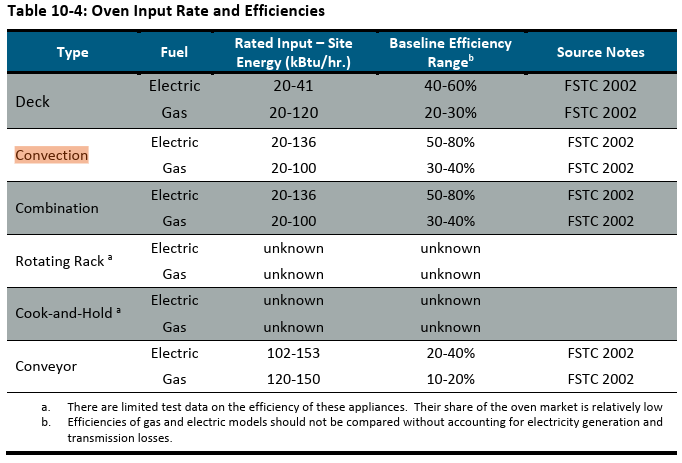 Table 10-4: Oven Input Rate and Efficiencies
Type Fuel Rated Input – Site Energy (kBtu/hr.) Baseline Efficiency Rangeᵇ Source Notes
Deck Electric 20-41 40-60% FSTC 2002
Gas 20-120 20-30% FSTC 2002
Convection Electric 20-136 50-80% FSTC 2002
Gas 20-100 30-40% FSTC 2002
Combination Electric 20-136 50-80% FSTC 2002
Gas 20-100 30-40% FSTC 2002
Rotating Rack ᵃ Electric unknown unknown
Gas unknown unknown
Cook-and-Hold ᵃ Electric unknown unknown
Gas unknown unknown
Conveyor Electric 102-153 20-40% FSTC 2002
Gas 120-150 10-20% FSTC 2002
a. There are limited test data on the efficiency of these appliances. Their share of the oven market is relatively low
b. Efficiencies of gas and electric models should not be compared without accounting for electricity generation and
transmission losses.